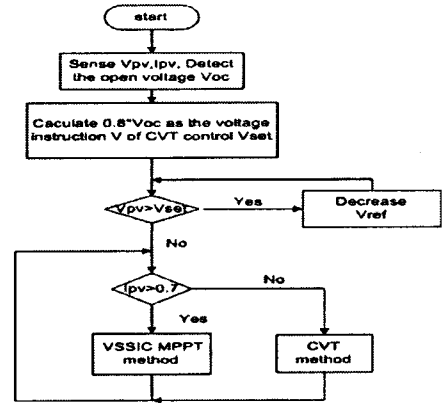 start
Sense Vpv,Ipv, Detect
the open voltage Voc
Caculate 0.8*Voc as the voltage
instruction V of CVT control Vset
Vpv>Vset
Yes
Decrease
Vref
No
Ipv>0.7
No
Yes
VSSIC MPPT
method
CVT
method